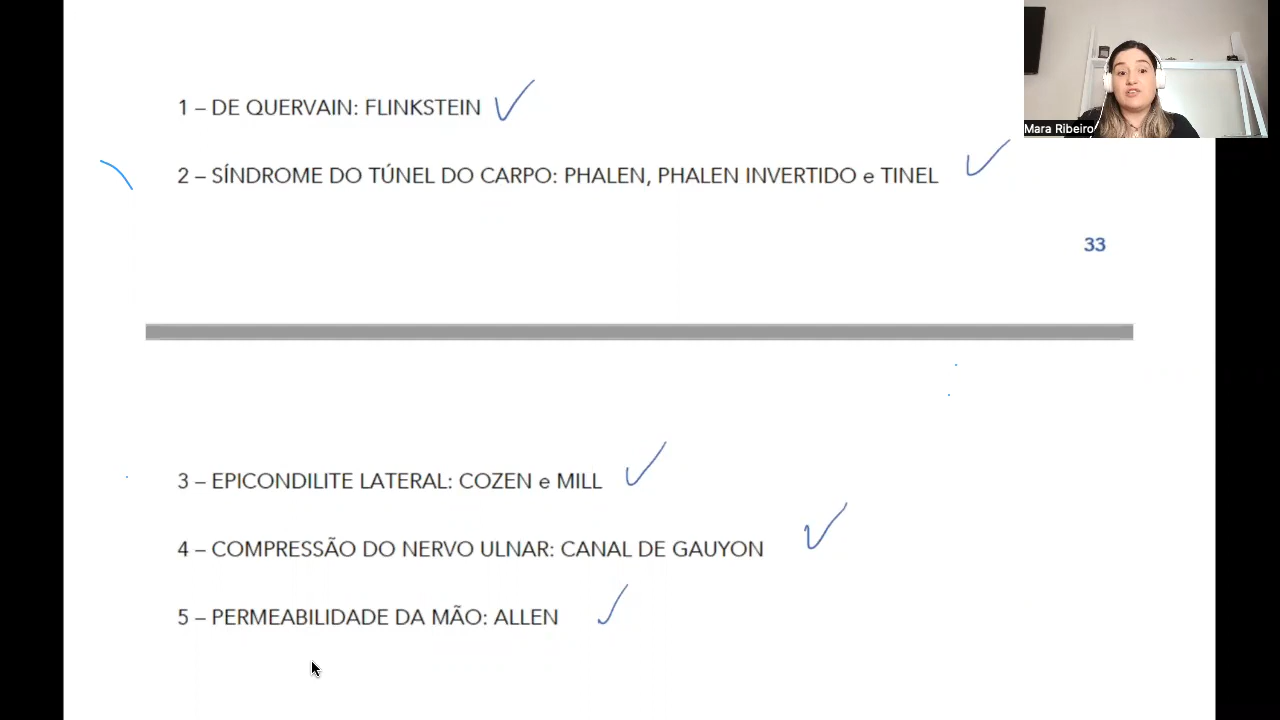 1 – DE QUERVAIN: FLINKSTEIN
Mara Ribeiro
2 – SÍNDROME DO TÚNEL DO CARPO: PHALEN, PHALEN INVERTIDO e TINEL
33
3 – EPICONDILITE LATERAL: COZEN e MILL
4 – COMPRESSÃO DO NERVO ULNAR: CANAL DE GAUYON
5 – PERMEABILIDADE DA MÃO: ALLEN